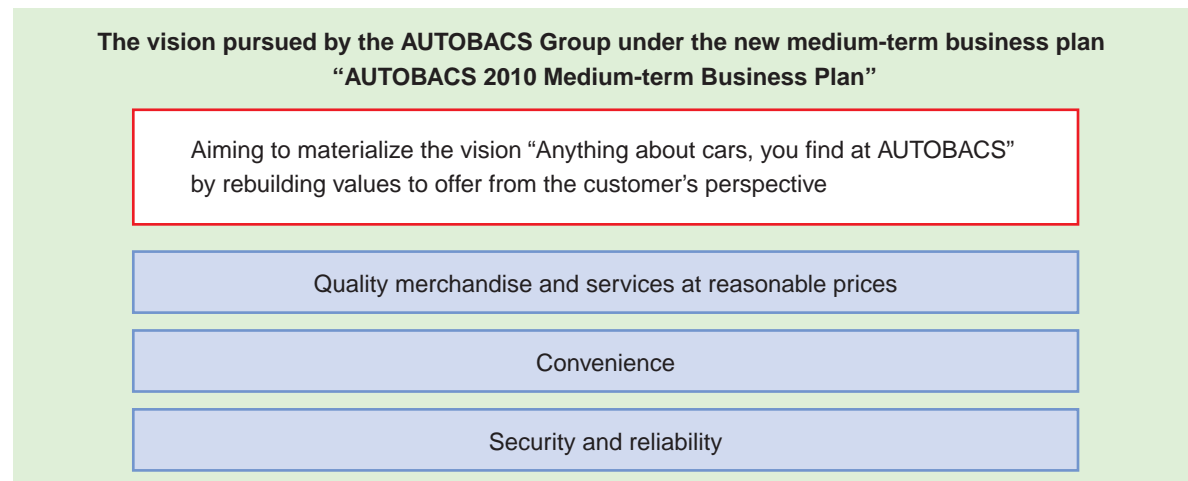 The vision pursued by the AUTOBACS Group under the new medium-term business plan
“AUTOBACS 2010 Medium-term Business Plan”
Aiming to materialize the vision “Anything about cars, you find at AUTOBACS”
by rebuilding values to offer from the customer’s perspective
Quality merchandise and services at reasonable prices
Convenience
Security and reliability